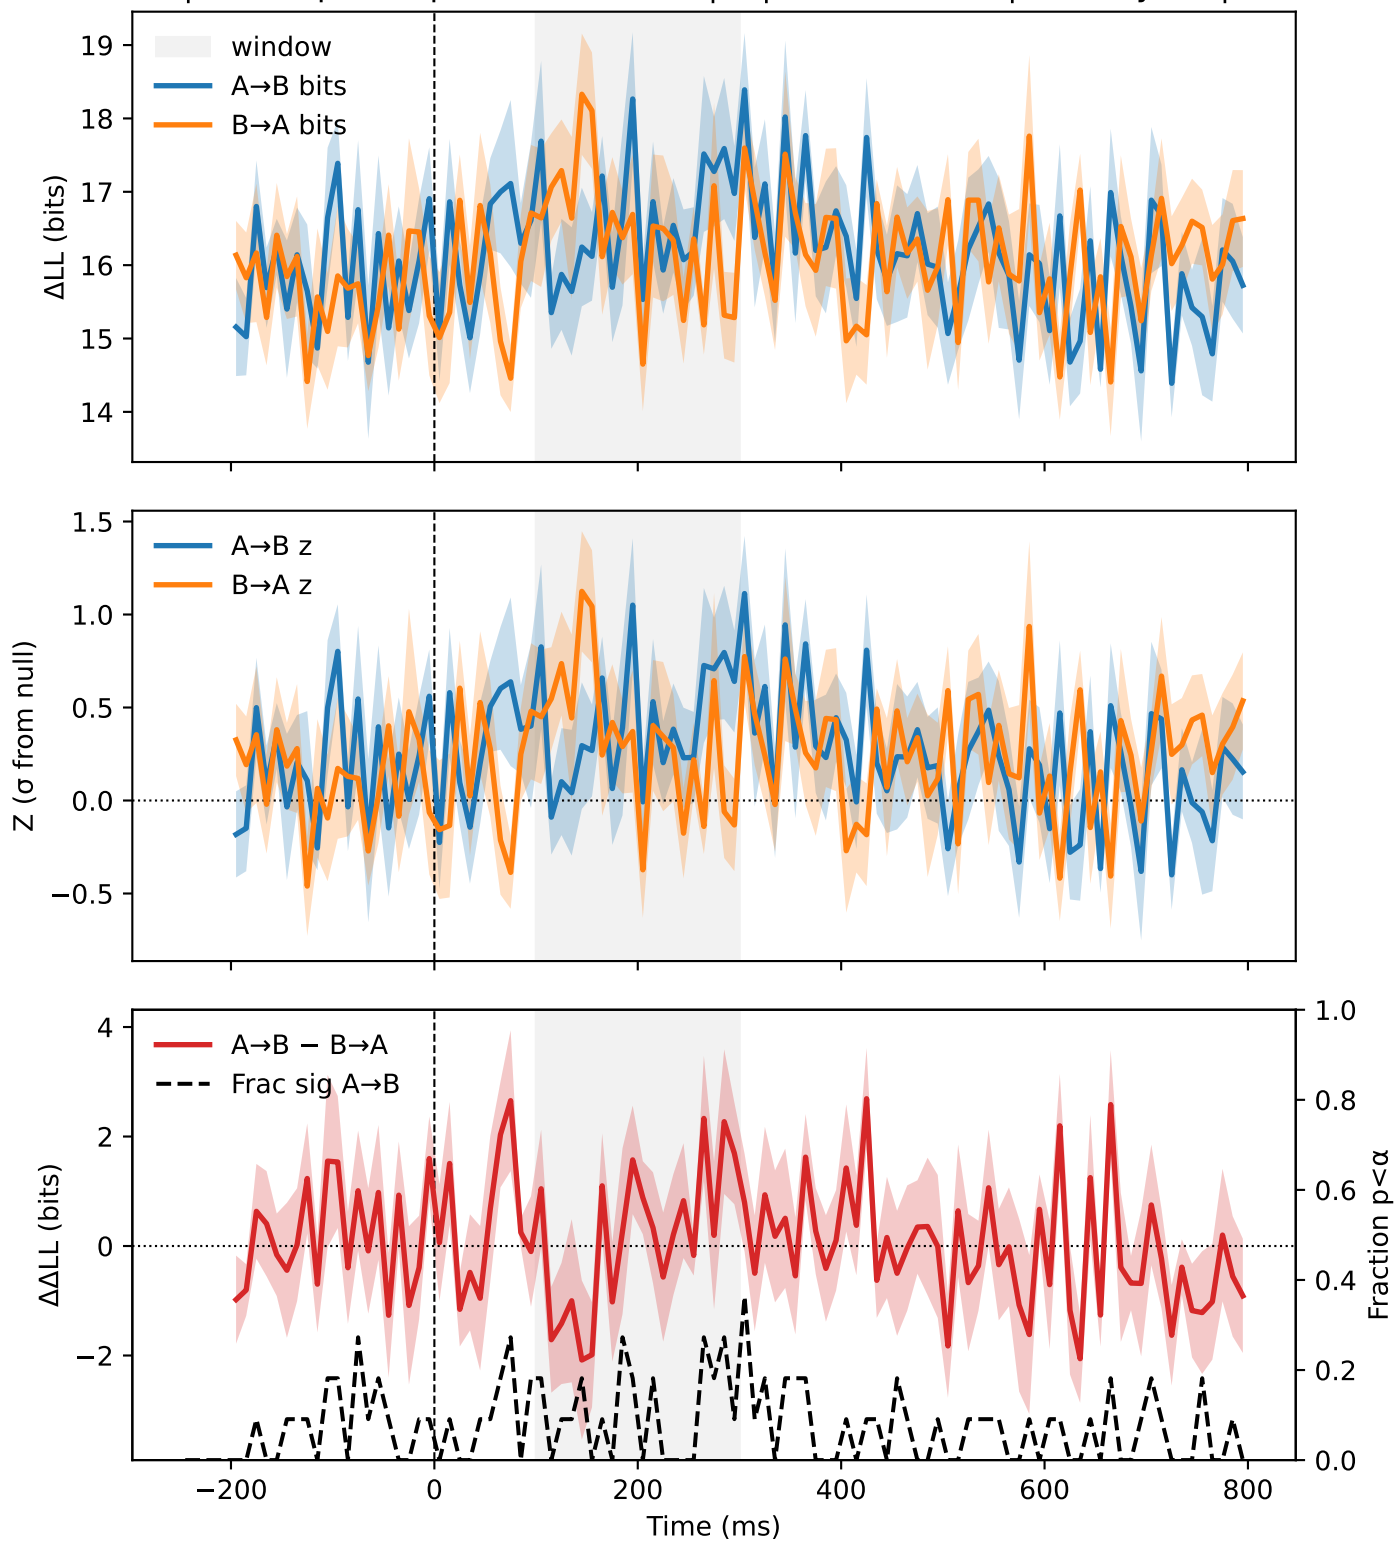 19
18
17
16
15
14
ΔLL (bits)
window
A→B bits
B→A bits
1.5
1.0
0.5
0.0
−0.5
Z (σ from null)
A→B z
B→A z
4
2
0
−2
ΔΔLL (bits)
A→B − B→A
Frac sig A→B
1.0
0.8
0.6
0.4
0.2
0.0
Fraction p<α
−200 0 200 400 600 800
Time (ms)